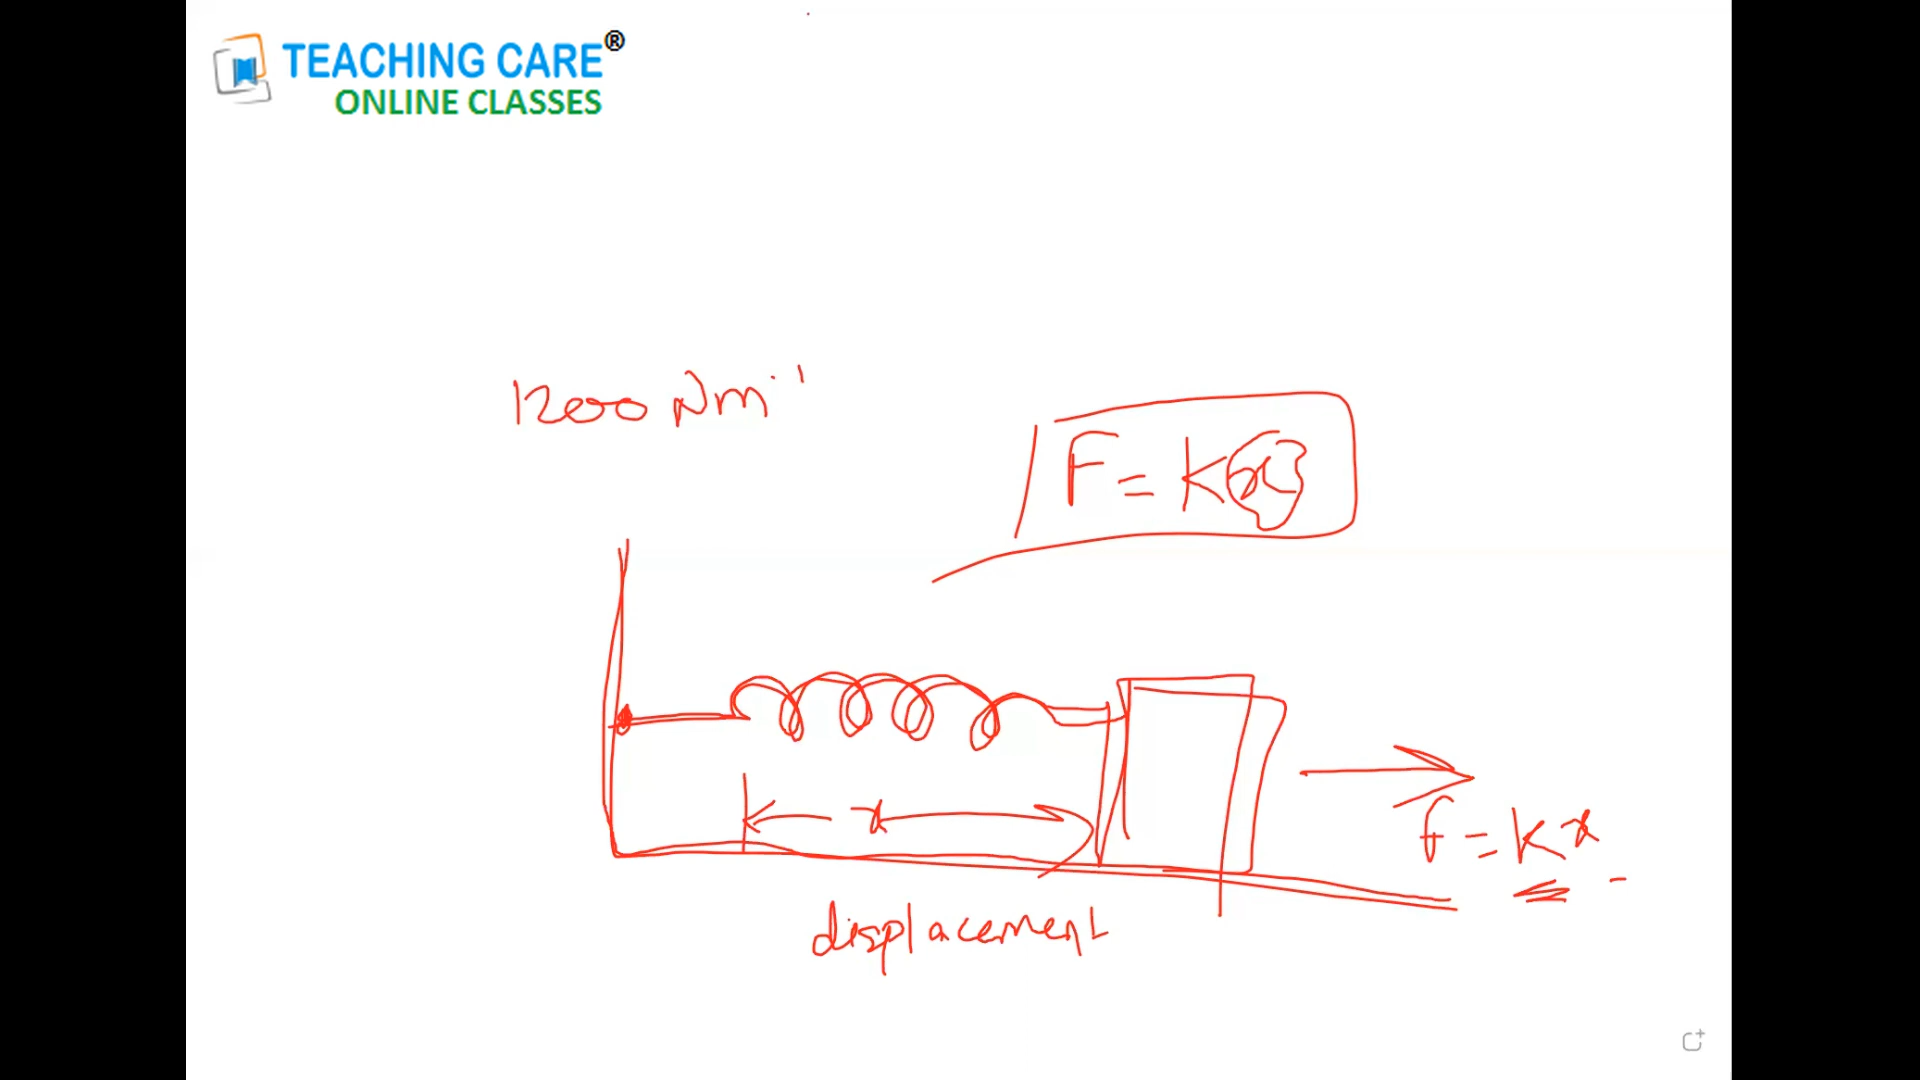 TEACHING CARE®
ONLINE CLASSES
1200 Nm⁻¹
F = Kx
x
f = Kx
displacement